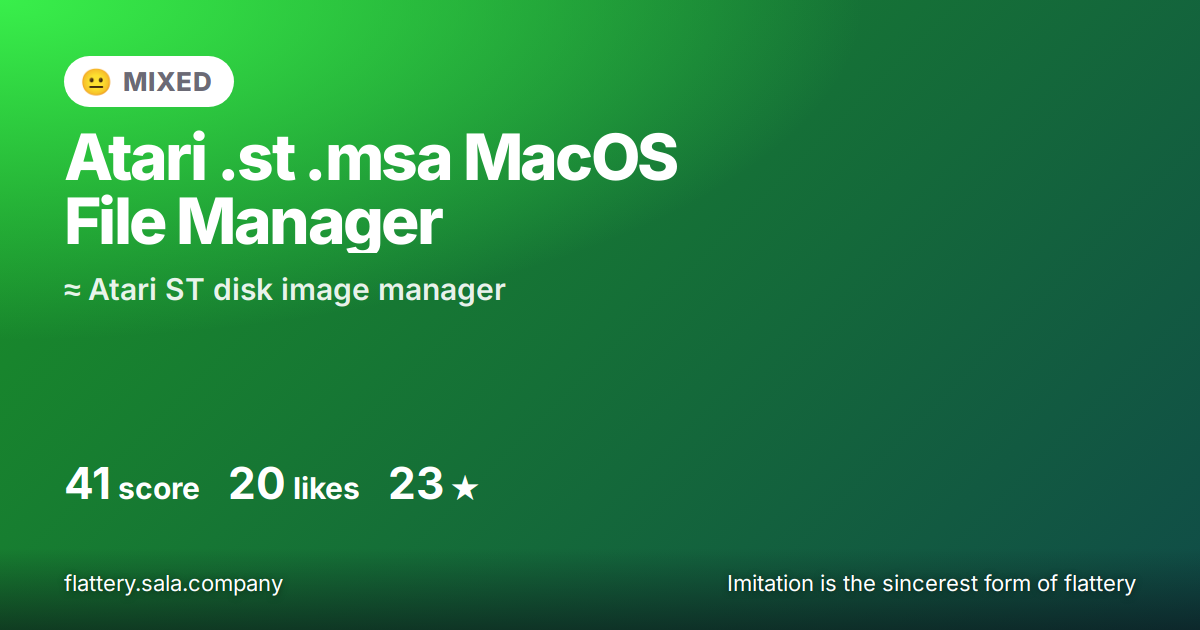 😐 MIXED
Atari .st .msa MacOS
File Manager
≈ Atari ST disk image manager
41 score 20 likes 23 ★
flattery.sala.company
Imitation is the sincerest form of flattery